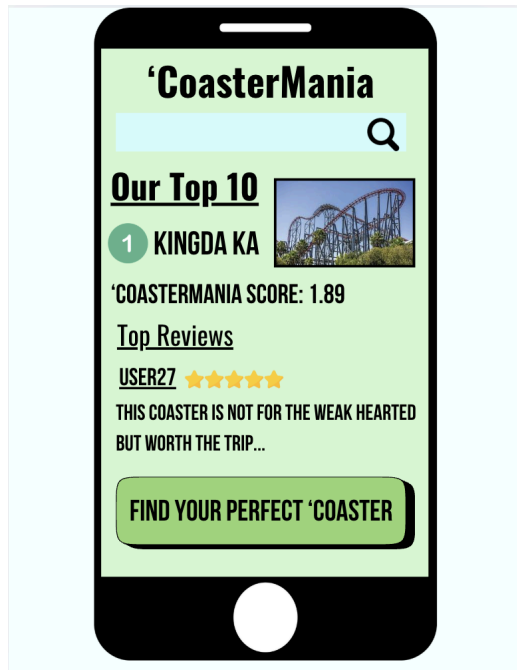 ‘CoasterMania
Our Top 10
1 KINGDA KA
‘COASTERMANIA SCORE: 1.89
Top Reviews
USER27
THIS COASTER IS NOT FOR THE WEAK HEARTED
BUT WORTH THE TRIP...
FIND YOUR PERFECT ‘COASTER